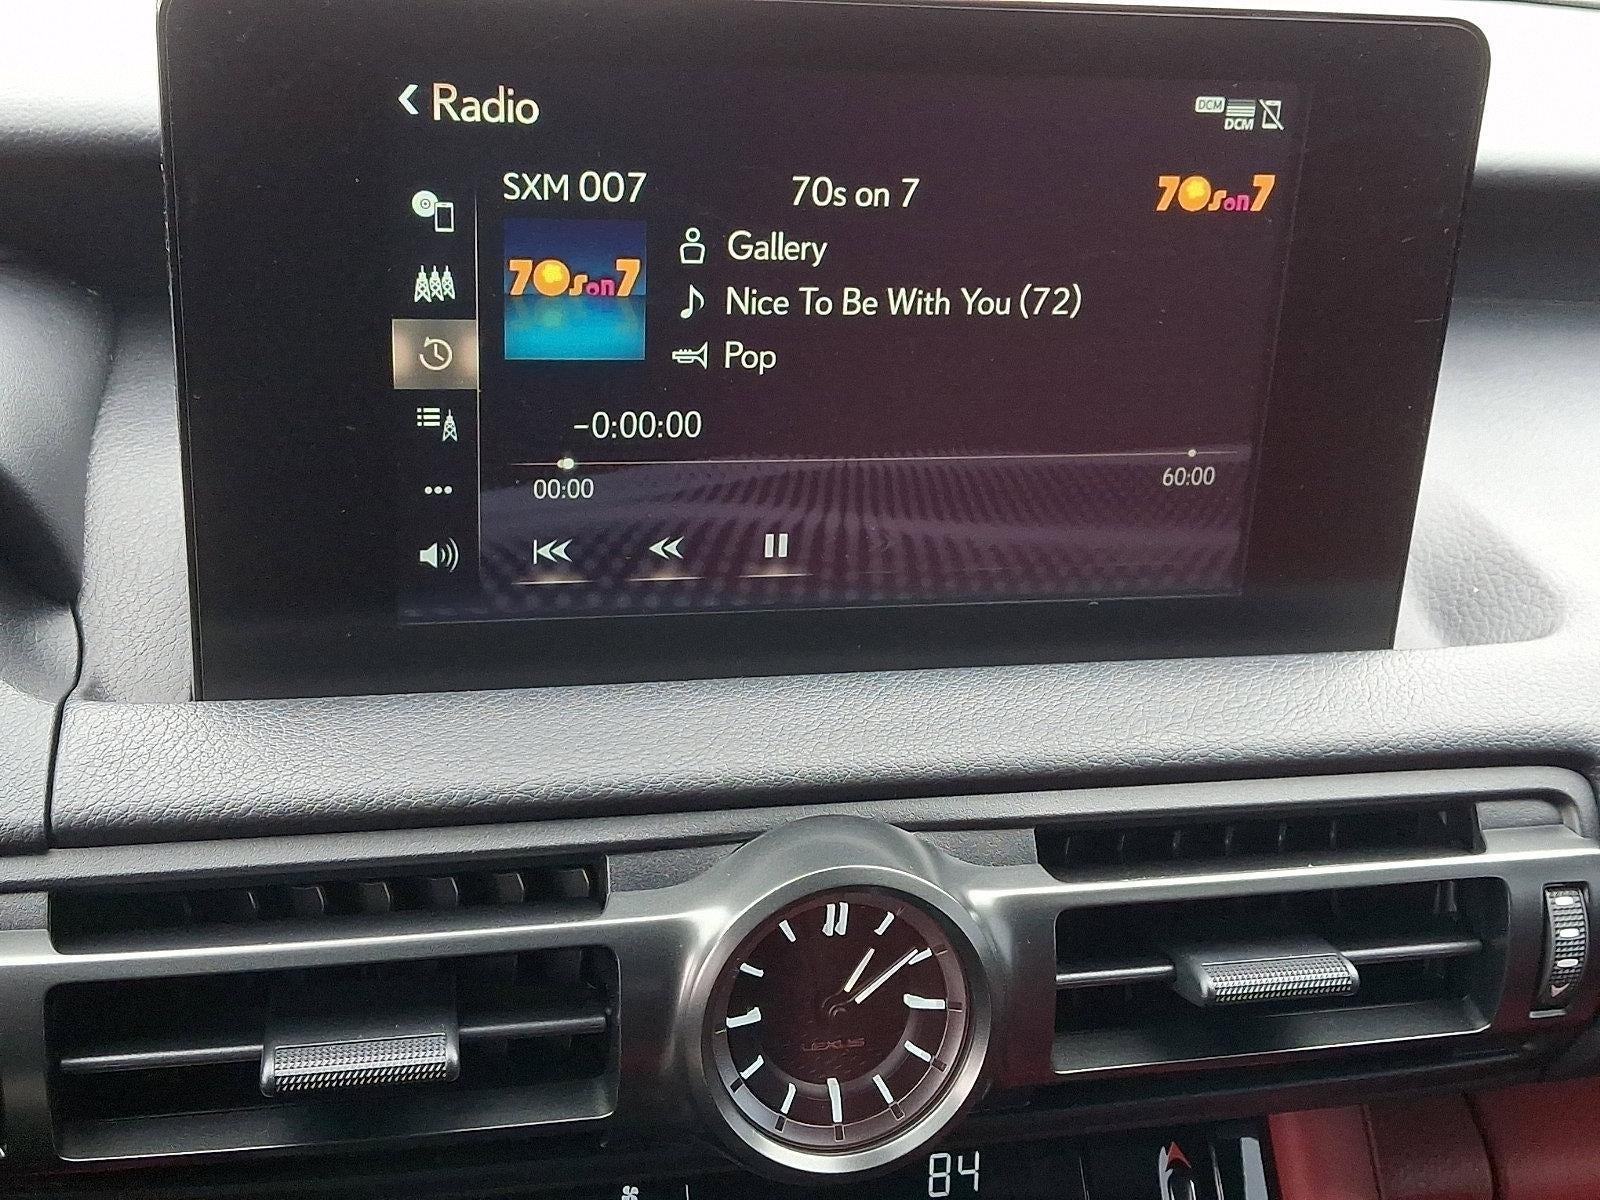 Radio
DCM
DCM
SXM 007
70s on 7
70s on 7
70s on 7
Gallery
Nice To Be With You (72)
Pop
-0:00:00
00:00
60:00
LEXUS
84